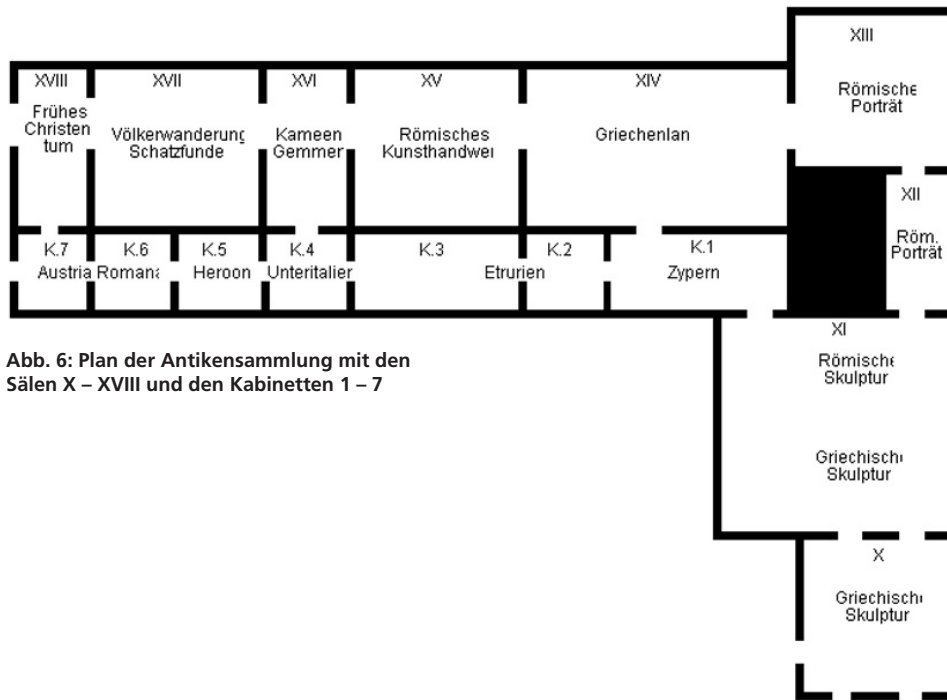 XIII
Römische
Porträt
XVIII
XVII
XVI
XV
XIV
Frühes
Christen
tum
Völkerwanderung
Schatzfunde
Kameen
Gemmen
Römisches
Kunsthandwei
Griechenlan
XII
Röm.
Porträt
K.7
K.6
K.5
K.4
K.3
K.2
K.1
Austria Romana
Heroon
Unteritalien
Etrurien
Zypern
XI
Römische
Skulptur
Griechische
Skulptur
X
Griechische
Skulptur
Abb. 6: Plan der Antikensammlung mit den
Sälen X – XVIII und den Kabinetten 1 – 7